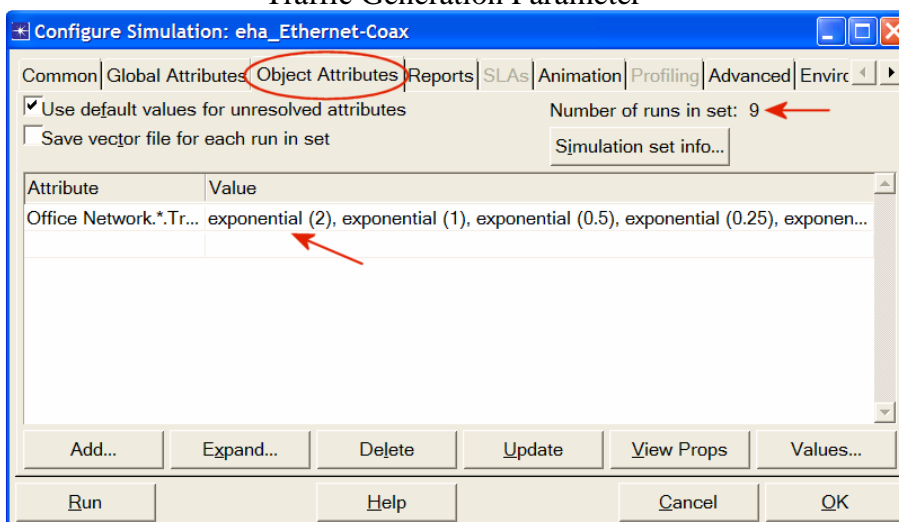 Traffic Generation Parameter
Configure Simulation: eha_Ethernet-Coax
Common Global Attributes Object Attributes Reports SLAs Animation Profiling Advanced Envirc
Use default values for unresolved attributes
Number of runs in set: 9
Save vector file for each run in set
Simulation set info...
Attribute Value
Office Network.*.Tr... exponential (2), exponential (1), exponential (0.5), exponential (0.25), exponen...
Add... Expand... Delete Update View Props Values...
Run Help Cancel OK